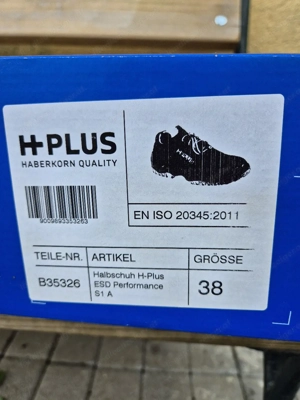 H-PLUS
HABERKORN QUALITY
9009693353263
EN ISO 20345:2011
TEILE-NR.
ARTIKEL
GRÖSSE
B35326
Halbschuh H-Plus
ESD Performance
S1 A
38